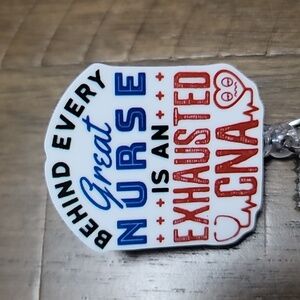 BEHIND EVERY
Great
NURSE
IS AN
EXHAUSTED
CNA